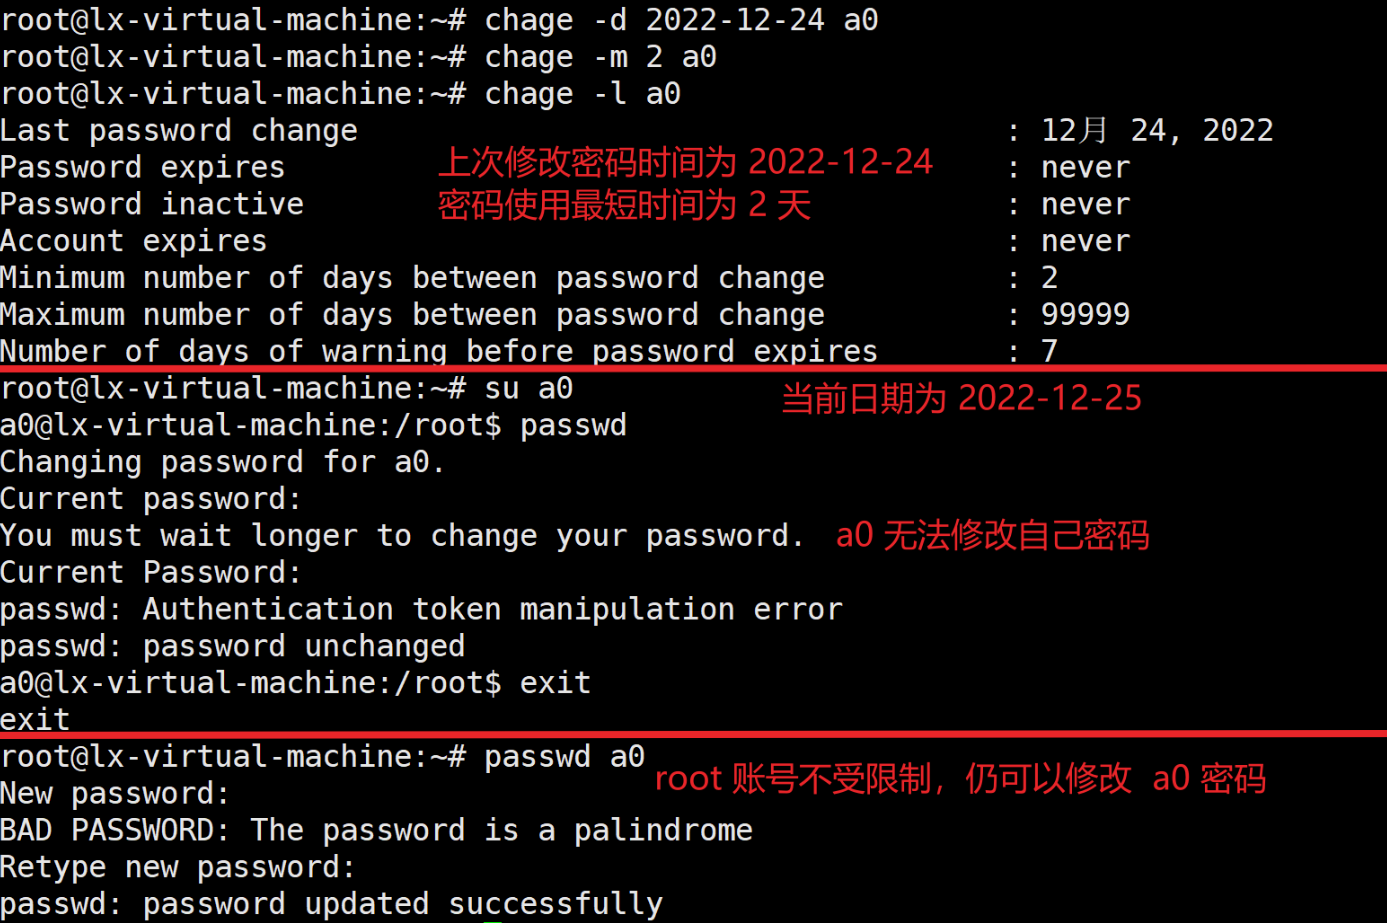 root@lx-virtual-machine:~# chage -d 2022-12-24 a0
root@lx-virtual-machine:~# chage -m 2 a0
root@lx-virtual-machine:~# chage -l a0
Last password change : 12月 24, 2022
Password expires : never
上次修改密码时间为 2022-12-24
Password inactive : never
密码使用最短时间为 2 天
Account expires : never
Minimum number of days between password change : 2
Maximum number of days between password change : 99999
Number of days of warning before password expires : 7
root@lx-virtual-machine:~# su a0
当前日期为 2022-12-25
a0@lx-virtual-machine:/root$ passwd
Changing password for a0.
Current password:
You must wait longer to change your password. a0 无法修改自己密码
Current Password:
passwd: Authentication token manipulation error
passwd: password unchanged
a0@lx-virtual-machine:/root$ exit
exit
root@lx-virtual-machine:~# passwd a0
root 账号不受限制，仍可以修改 a0 密码
New password:
BAD PASSWORD: The password is a palindrome
Retype new password:
passwd: password updated successfully